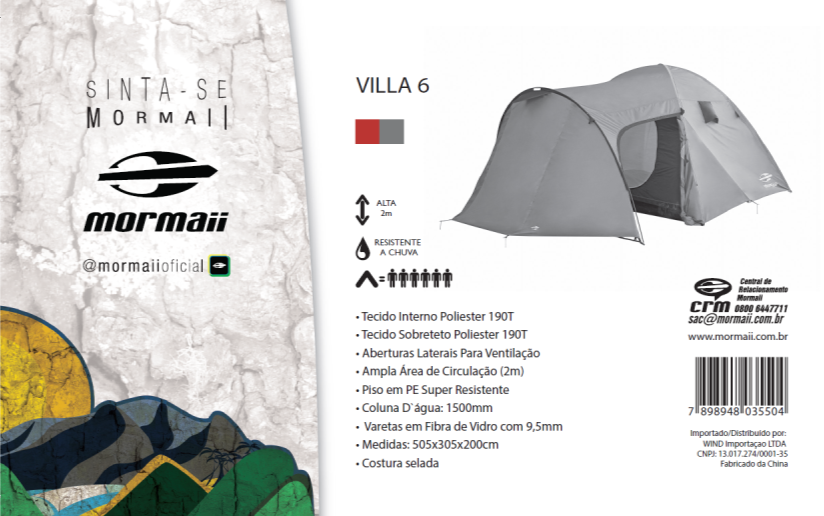 SINTA-SE
MORMAII
mormaii
@mormaiioficial
VILLA 6
ALTA
2m
RESISTENTE
A CHUVA
=
• Tecido Interno Poliester 190T
• Tecido Sobreteto Poliester 190T
• Aberturas Laterais Para Ventilação
• Ampla Área de Circulação (2m)
• Piso em PE Super Resistente
• Coluna D`água: 1500mm
• Varetas em Fibra de Vidro com 9,5mm
• Medidas: 505x305x200cm
• Costura selada
Central de
Relacionamento
Mormaii
crm 0800 6447711
sac@mormaii.com.br
www.mormaii.com.br
7 898948 035504
Importado/Distribuido por:
WIND Importaçao LTDA
CNPJ: 13.017.274/0001-35
Fabricado da China